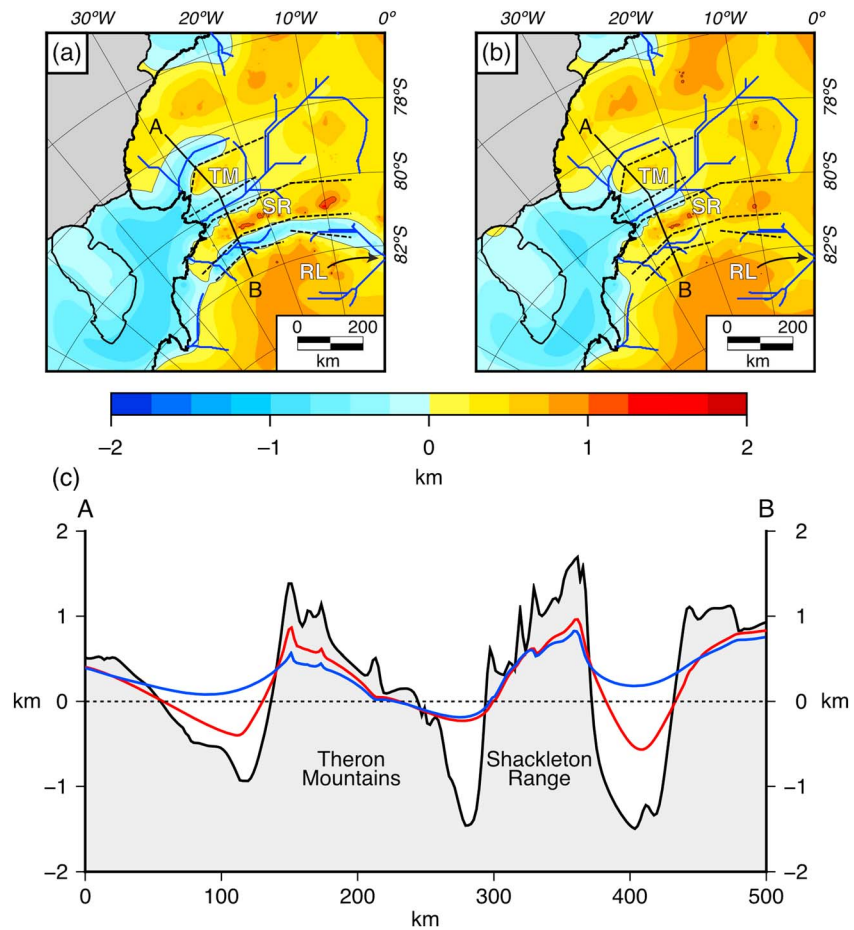 30°W 20°W 10°W 0° 30°W 20°W 10°W 0°
(a) (b)
78°S 78°S
A A
80°S 80°S
TM TM
SR SR
82°S 82°S
RL RL
B B
0 200 0 200
km km
−2 −1 0 1 2
km
(c)
A B
2 2
1 1
km 0 0 km
Theron Shackleton
Mountains Range
−1 −1
−2 −2
0 100 200 300 400 500
km